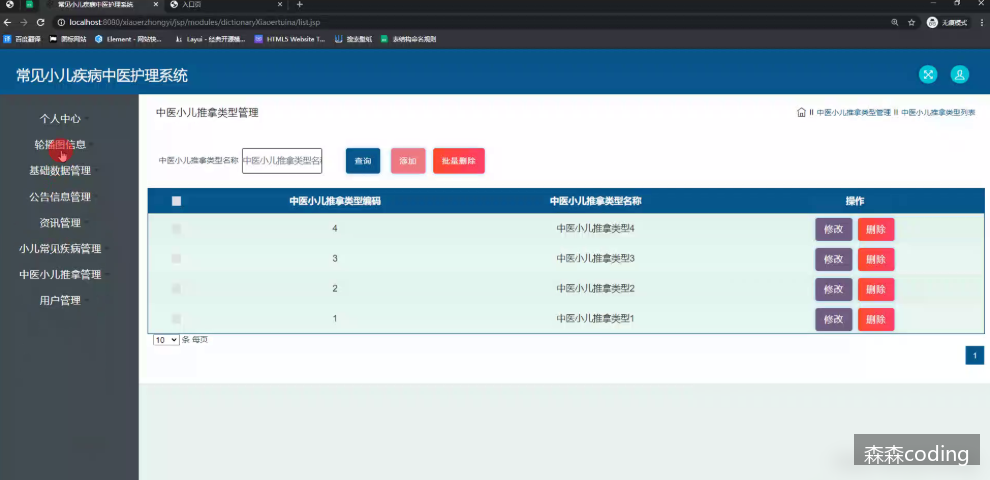 常见小儿疾病中医护理系统
入口页
localhost:8080/xiaoerzhongyi/jsp/modules/dictionaryXiaoertuina/list.jsp
无痕模式
百度翻译
图标网站
Element - 网站快...
Layui - 经典开源模...
HTML5 Website T...
表结构命名规则
常见小儿疾病中医护理系统
个人中心
轮播图信息
基础数据管理
公告信息管理
资讯管理
小儿常见疾病管理
中医小儿推拿管理
用户管理
中医小儿推拿类型管理
中医小儿推拿类型管理 中医小儿推拿类型列表
中医小儿推拿类型名称 中医小儿推拿类型名称 查询 添加 批量删除
中医小儿推拿类型编码 中医小儿推拿类型名称 操作
4 中医小儿推拿类型4 修改 删除
3 中医小儿推拿类型3 修改 删除
2 中医小儿推拿类型2 修改 删除
1 中医小儿推拿类型1 修改 删除
10 条 每页
1
森森coding